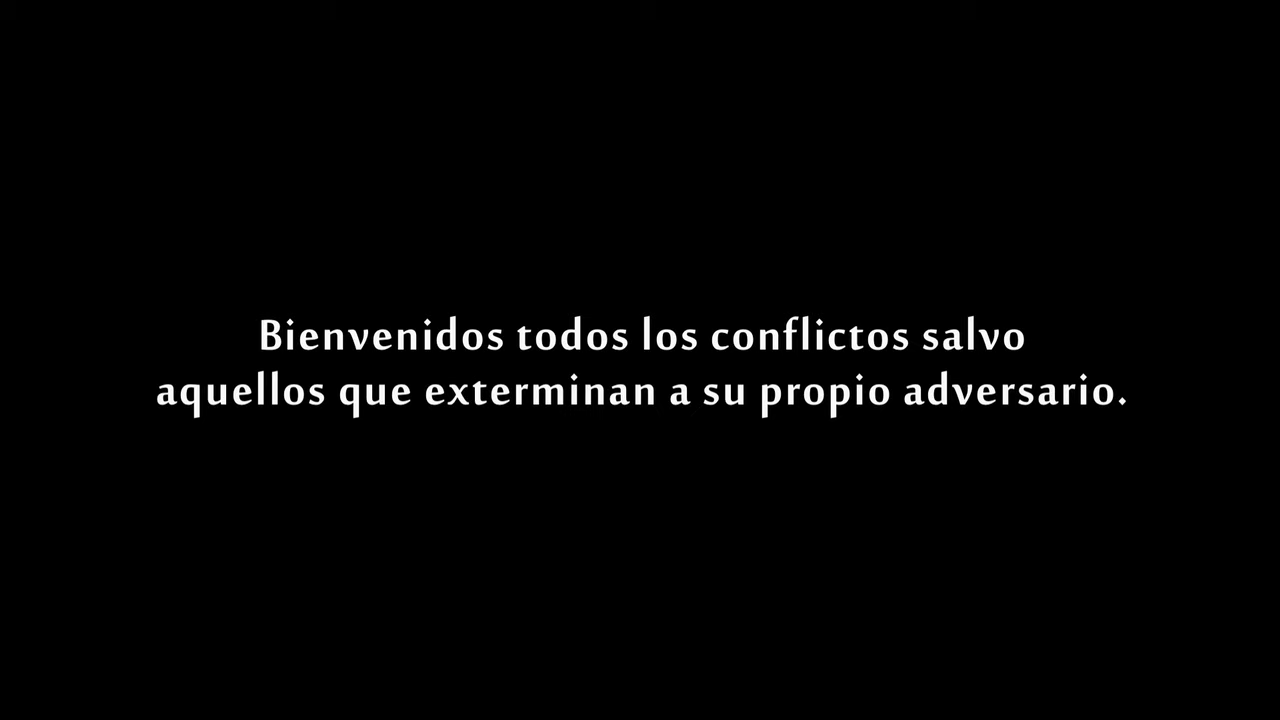 Bienvenidos todos los conflictos salvo
aquellos que exterminan a su propio adversario.